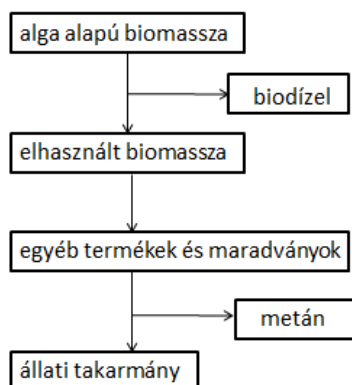 alga alapú biomassza
biodízel
elhasznált biomassza
egyéb termékek és maradványok
metán
állati takarmány